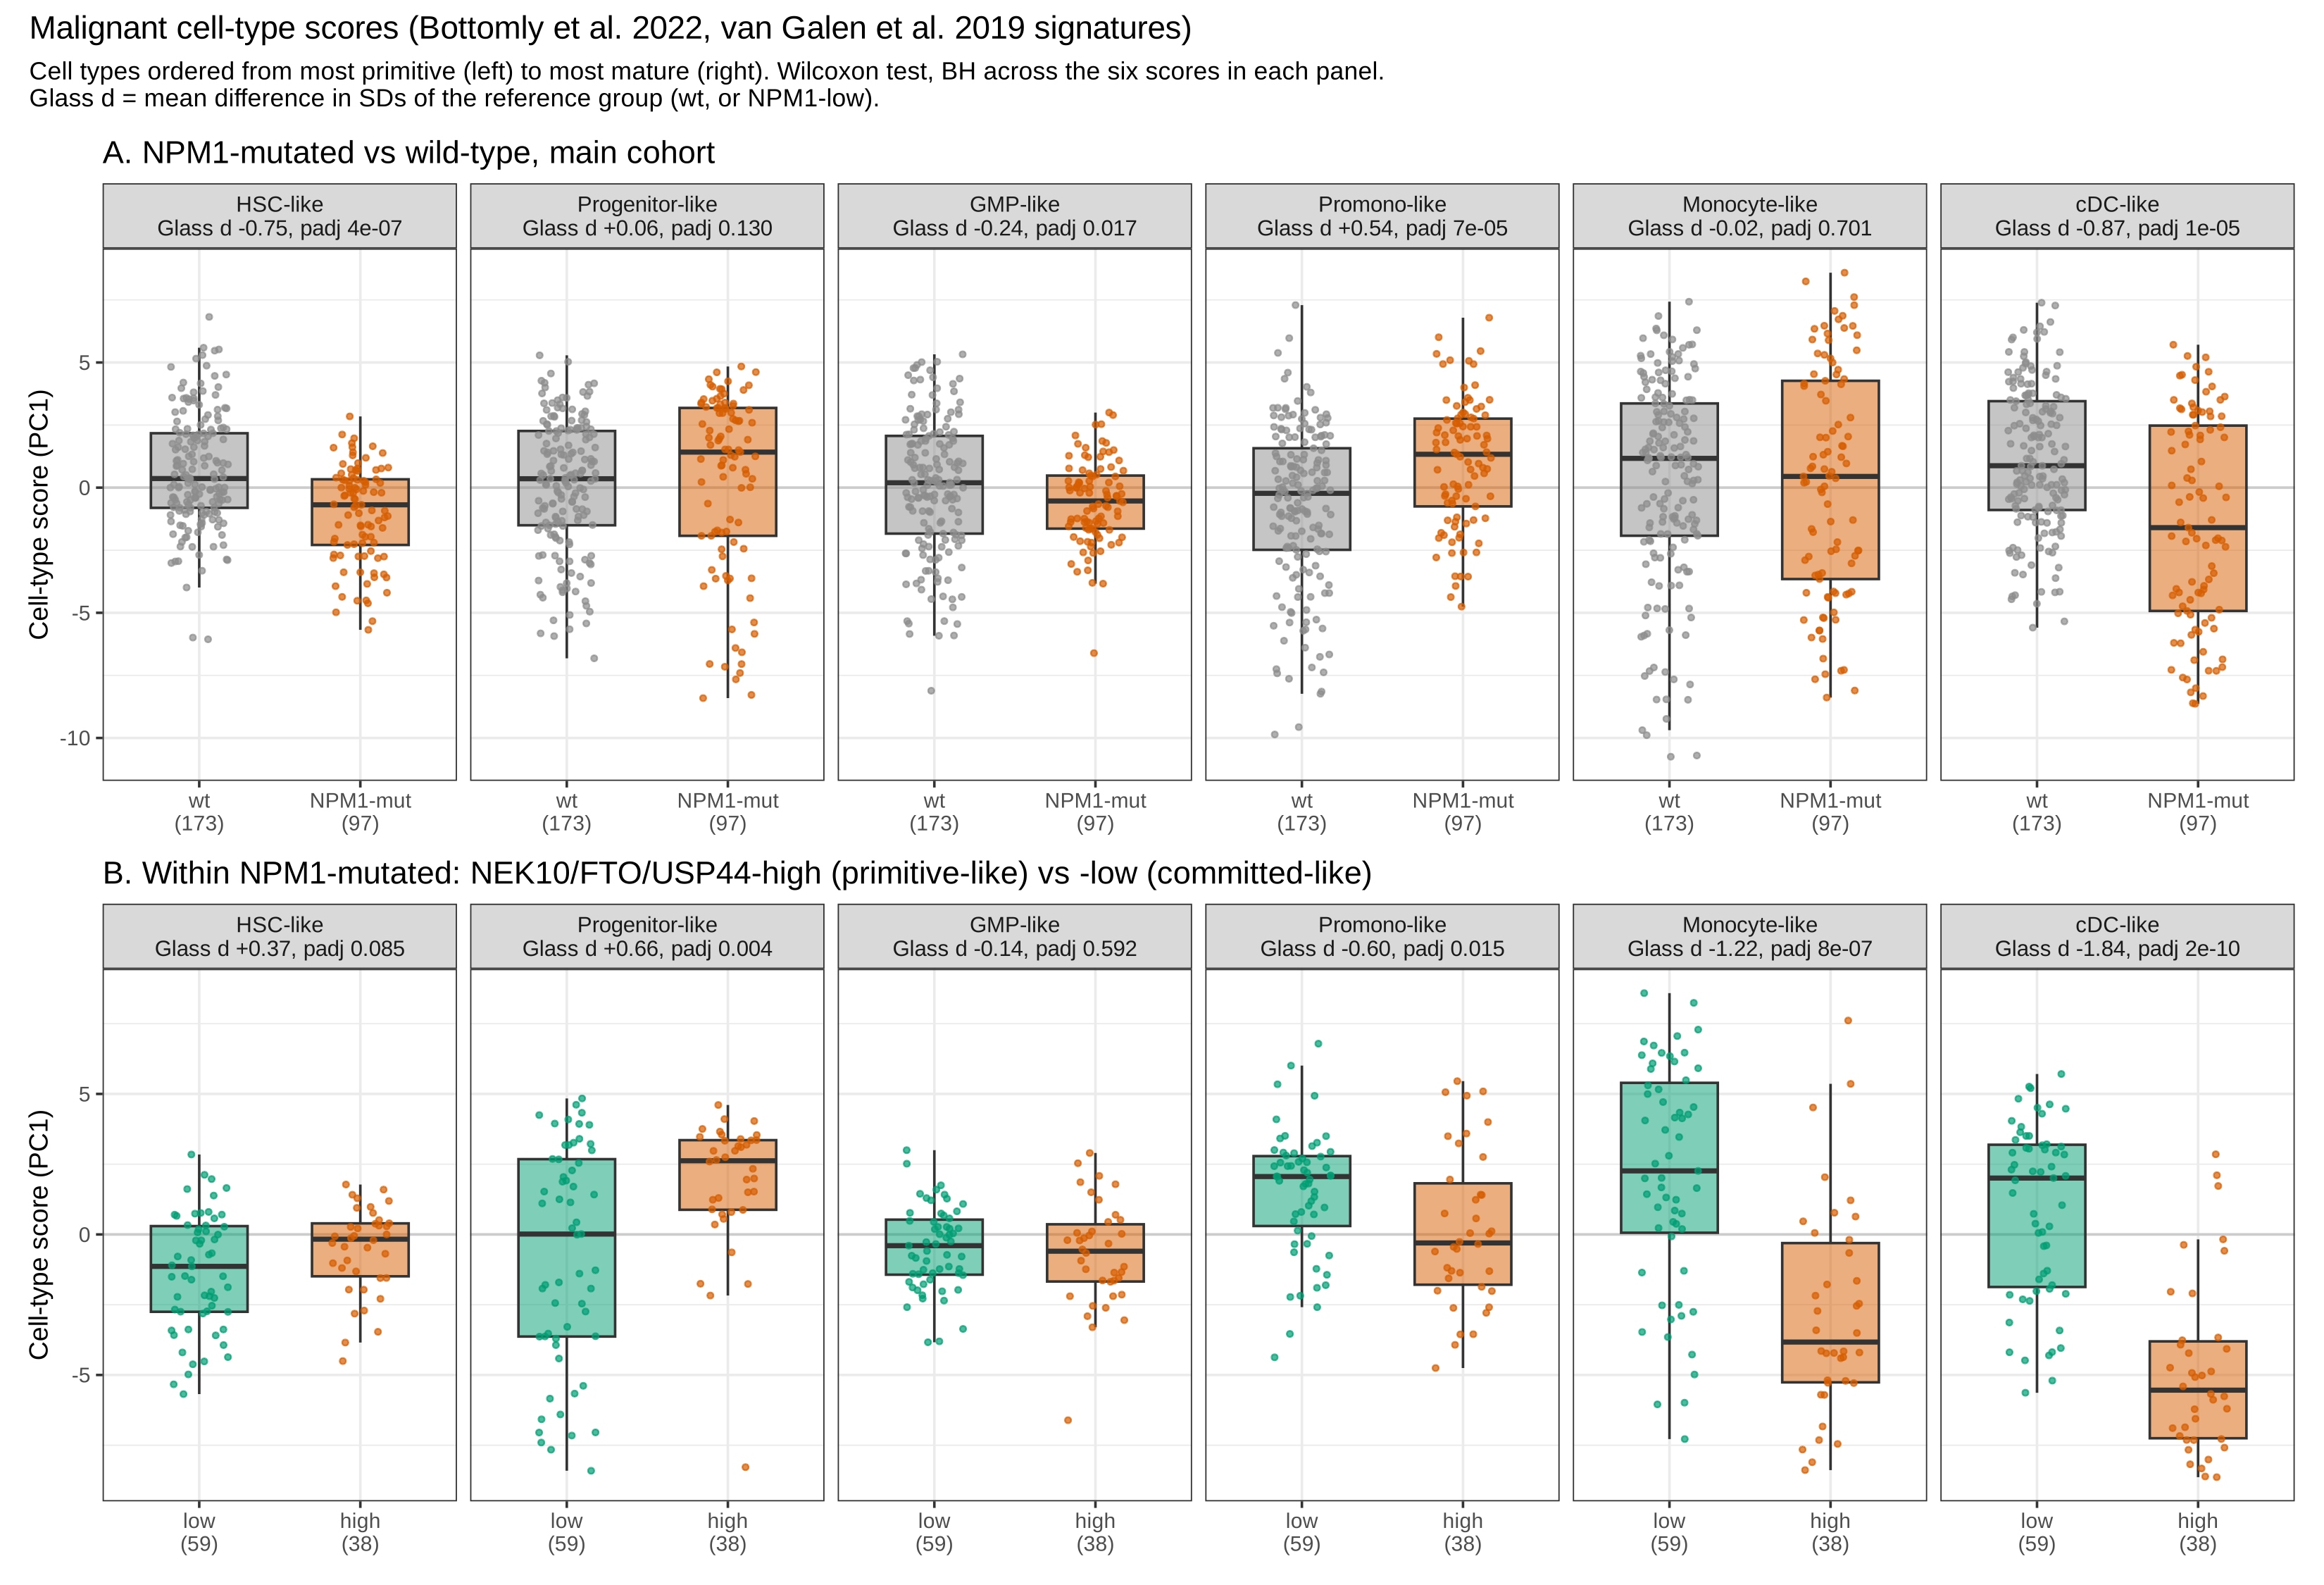 Malignant cell-type scores (Bottomly et al. 2022, van Galen et al. 2019 signatures)
Cell types ordered from most primitive (left) to most mature (right). Wilcoxon test, BH across the six scores in each panel.
Glass d = mean difference in SDs of the reference group (wt, or NPM1-low).
A. NPM1-mutated vs wild-type, main cohort
HSC-like
Glass d -0.75, padj 4e-07
Progenitor-like
Glass d +0.06, padj 0.130
GMP-like
Glass d -0.24, padj 0.017
Promono-like
Glass d +0.54, padj 7e-05
Monocyte-like
Glass d -0.02, padj 0.701
cDC-like
Glass d -0.87, padj 1e-05
Cell-type score (PC1)
5
0
-5
-10
wt
(173)
NPM1-mut
(97)
wt
(173)
NPM1-mut
(97)
wt
(173)
NPM1-mut
(97)
wt
(173)
NPM1-mut
(97)
wt
(173)
NPM1-mut
(97)
wt
(173)
NPM1-mut
(97)
B. Within NPM1-mutated: NEK10/FTO/USP44-high (primitive-like) vs -low (committed-like)
HSC-like
Glass d +0.37, padj 0.085
Progenitor-like
Glass d +0.66, padj 0.004
GMP-like
Glass d -0.14, padj 0.592
Promono-like
Glass d -0.60, padj 0.015
Monocyte-like
Glass d -1.22, padj 8e-07
cDC-like
Glass d -1.84, padj 2e-10
Cell-type score (PC1)
5
0
-5
low
(59)
high
(38)
low
(59)
high
(38)
low
(59)
high
(38)
low
(59)
high
(38)
low
(59)
high
(38)
low
(59)
high
(38)